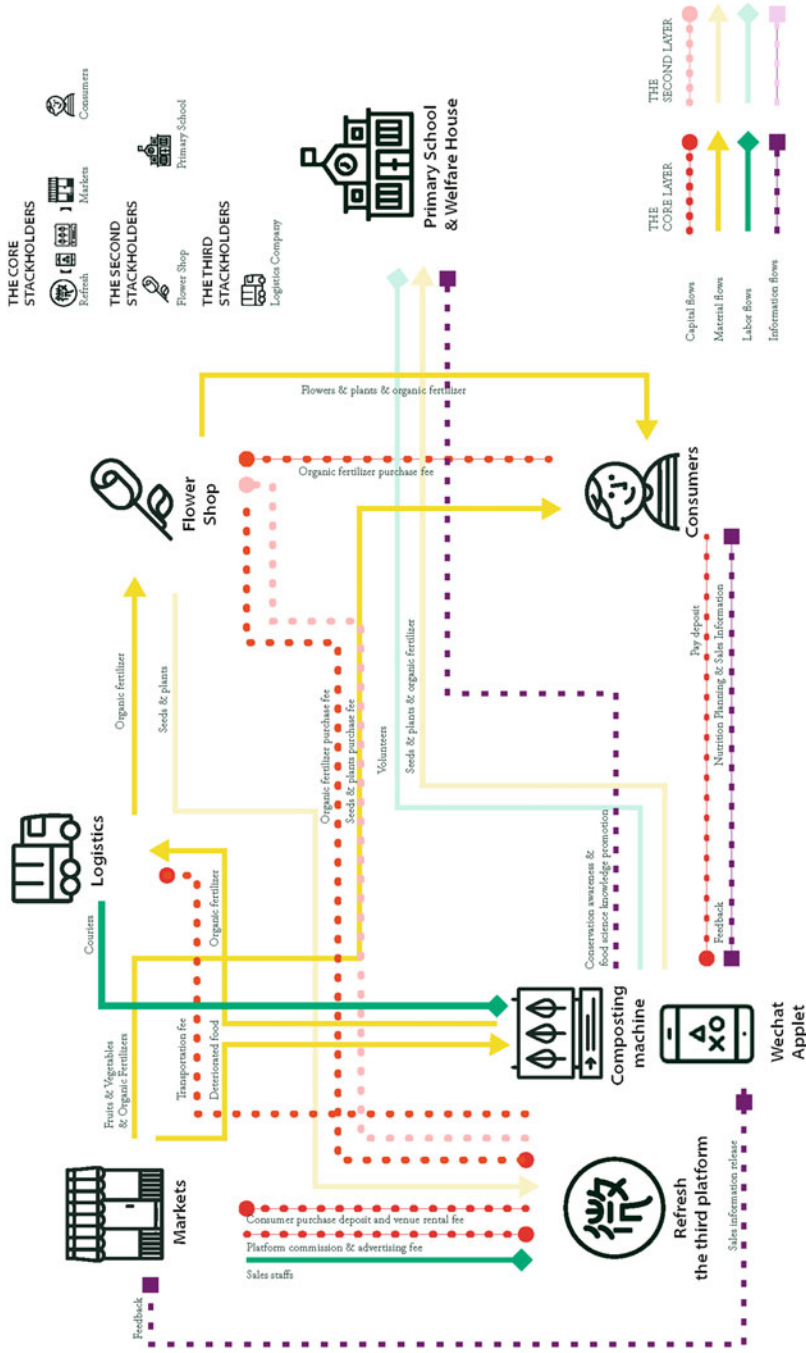 THE CORE
STACKHOLDERS
Refresh
Markets
Consumers
THE SECOND
STACKHOLDERS
Flower Shop
Primary School
THE THIRD
STACKHOLDERS
Logistics Company
Markets
Logistics
Flower
Shop
Primary School
& Welfare House
Refresh
the third platform
Composting
machine
Wechat
Applet
Consumers
Feedback
Fruits & Vegetables
& Organic Fertilizers
Transportation fee
Deteriorated food
Organic fertilizer
Couriers
Organic fertilizer
Seeds & plants
Consumer purchase deposit and venue rental fee
Platform commission & advertising fee
Sales staffs
Organic fertilizer purchase fee
Seeds & plants purchase fee
Volunteers
Seeds & plants & organic fertilizer
Organic fertilizer purchase fee
Flowers & plants & organic fertilizer
Conservation awareness &
food science knowledge promotion
Pay deposit
Feedback
Nutrition Planning & Sales Information
Sales information release
THE
CORE LAYER
THE
SECOND LAYER
Capital flows
Material flows
Labor flows
Information flows